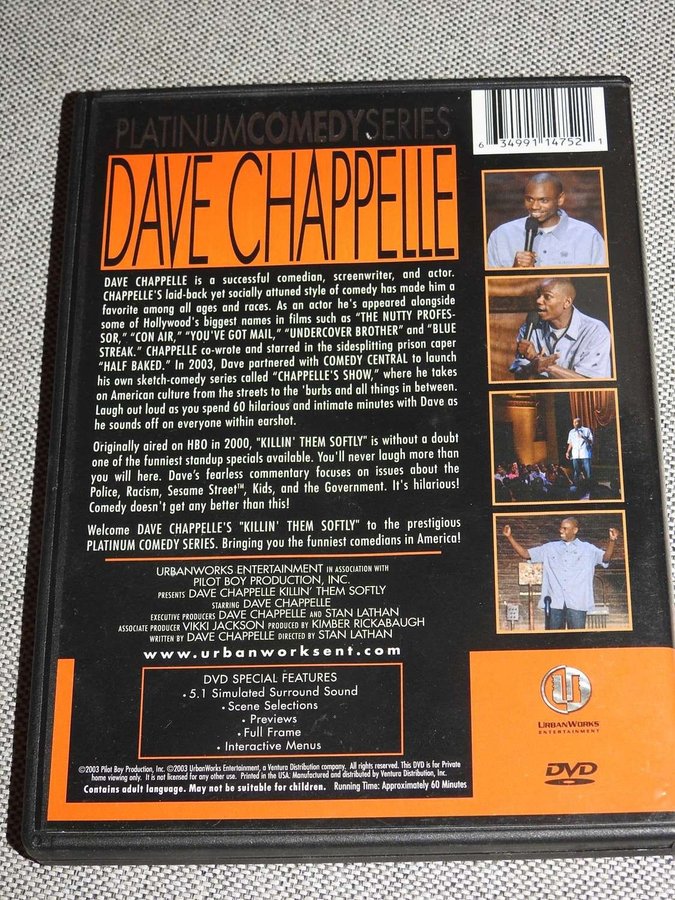 PLATINUMCOMEDYSERIES
6 34991 14752 1
DAVE CHAPPELLE
DAVE CHAPPELLE is a successful comedian, screenwriter, and actor.
CHAPPELLE'S laid-back yet socially attuned style of comedy has made him a
favorite among all ages and races. As an actor he's appeared alongside
some of Hollywood's biggest names in films such as "THE NUTTY PROFES-
SOR," "CON AIR," "YOU'VE GOT MAIL," "UNDERCOVER BROTHER" and "BLUE
STREAK." CHAPPELLE co-wrote and starred in the sidesplitting prison caper
"HALF BAKED." In 2003, Dave partnered with COMEDY CENTRAL to launch
his own sketch-comedy series called "CHAPPELLE'S SHOW," where he takes
on American culture from the streets to the 'burbs and all things in between.
Laugh out loud as you spend 60 hilarious and intimate minutes with Dave as
he sounds off on everyone within earshot.
Originally aired on HBO in 2000, "KILLIN' THEM SOFTLY" is without a doubt
one of the funniest standup specials available. You'll never laugh more than
you will here. Dave's fearless commentary focuses on issues about the
Police, Racism, Sesame Street™, Kids, and the Government. It's hilarious!
Comedy doesn't get any better than this!
Welcome DAVE CHAPPELLE'S "KILLIN' THEM SOFTLY" to the prestigious
PLATINUM COMEDY SERIES. Bringing you the funniest comedians in America!
URBANWORKS ENTERTAINMENT IN ASSOCIATION WITH
PILOT BOY PRODUCTION, INC.
PRESENTS DAVE CHAPPELLE KILLIN' THEM SOFTLY
STARRING DAVE CHAPPELLE
EXECUTIVE PRODUCERS DAVE CHAPPELLE AND STAN LATHAN
ASSOCIATE PRODUCER VIKKI JACKSON PRODUCED BY KIMBER RICKABAUGH
WRITTEN BY DAVE CHAPPELLE DIRECTED BY STAN LATHAN
www.urbanworksent.com
DVD SPECIAL FEATURES
• 5.1 Simulated Surround Sound
• Scene Selections
• Previews
• Full Frame
• Interactive Menus
URBANWORKS
ENTERTAINMENT
DVD
©2003 Pilot Boy Production, Inc. ©2003 UrbanWorks Entertainment, a Ventura Distribution company. All rights reserved. This DVD is for Private
home viewing only. It is not licensed for any other use. Printed in the USA. Manufactured and distributed by Ventura Distribution, Inc.
Contains adult language. May not be suitable for children. Running Time: Approximately 60 Minutes